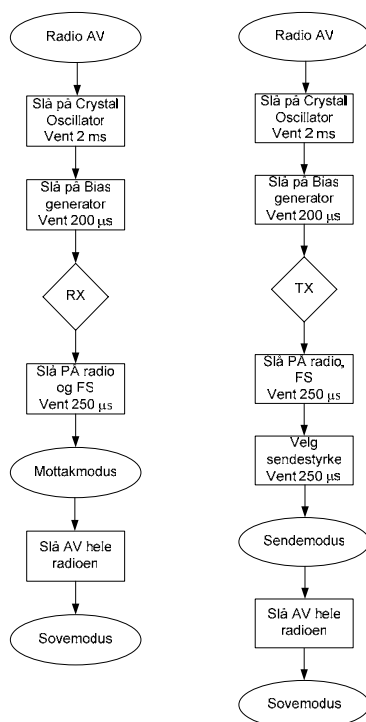 Radio AV
Slå på Crystal
Oscillator
Vent 2 ms
Slå på Bias
generator
Vent 200 µs
RX
Slå PÅ radio
og FS
Vent 250 µs
Mottakmodus
Slå AV hele
radioen
Sovemodus
Radio AV
Slå på Crystal
Oscillator
Vent 2 ms
Slå på Bias
generator
Vent 200 µs
TX
Slå PÅ radio,
FS
Vent 250 µs
Velg
sendestyrke
Vent 250 µs
Sendemodus
Slå AV hele
radioen
Sovemodus